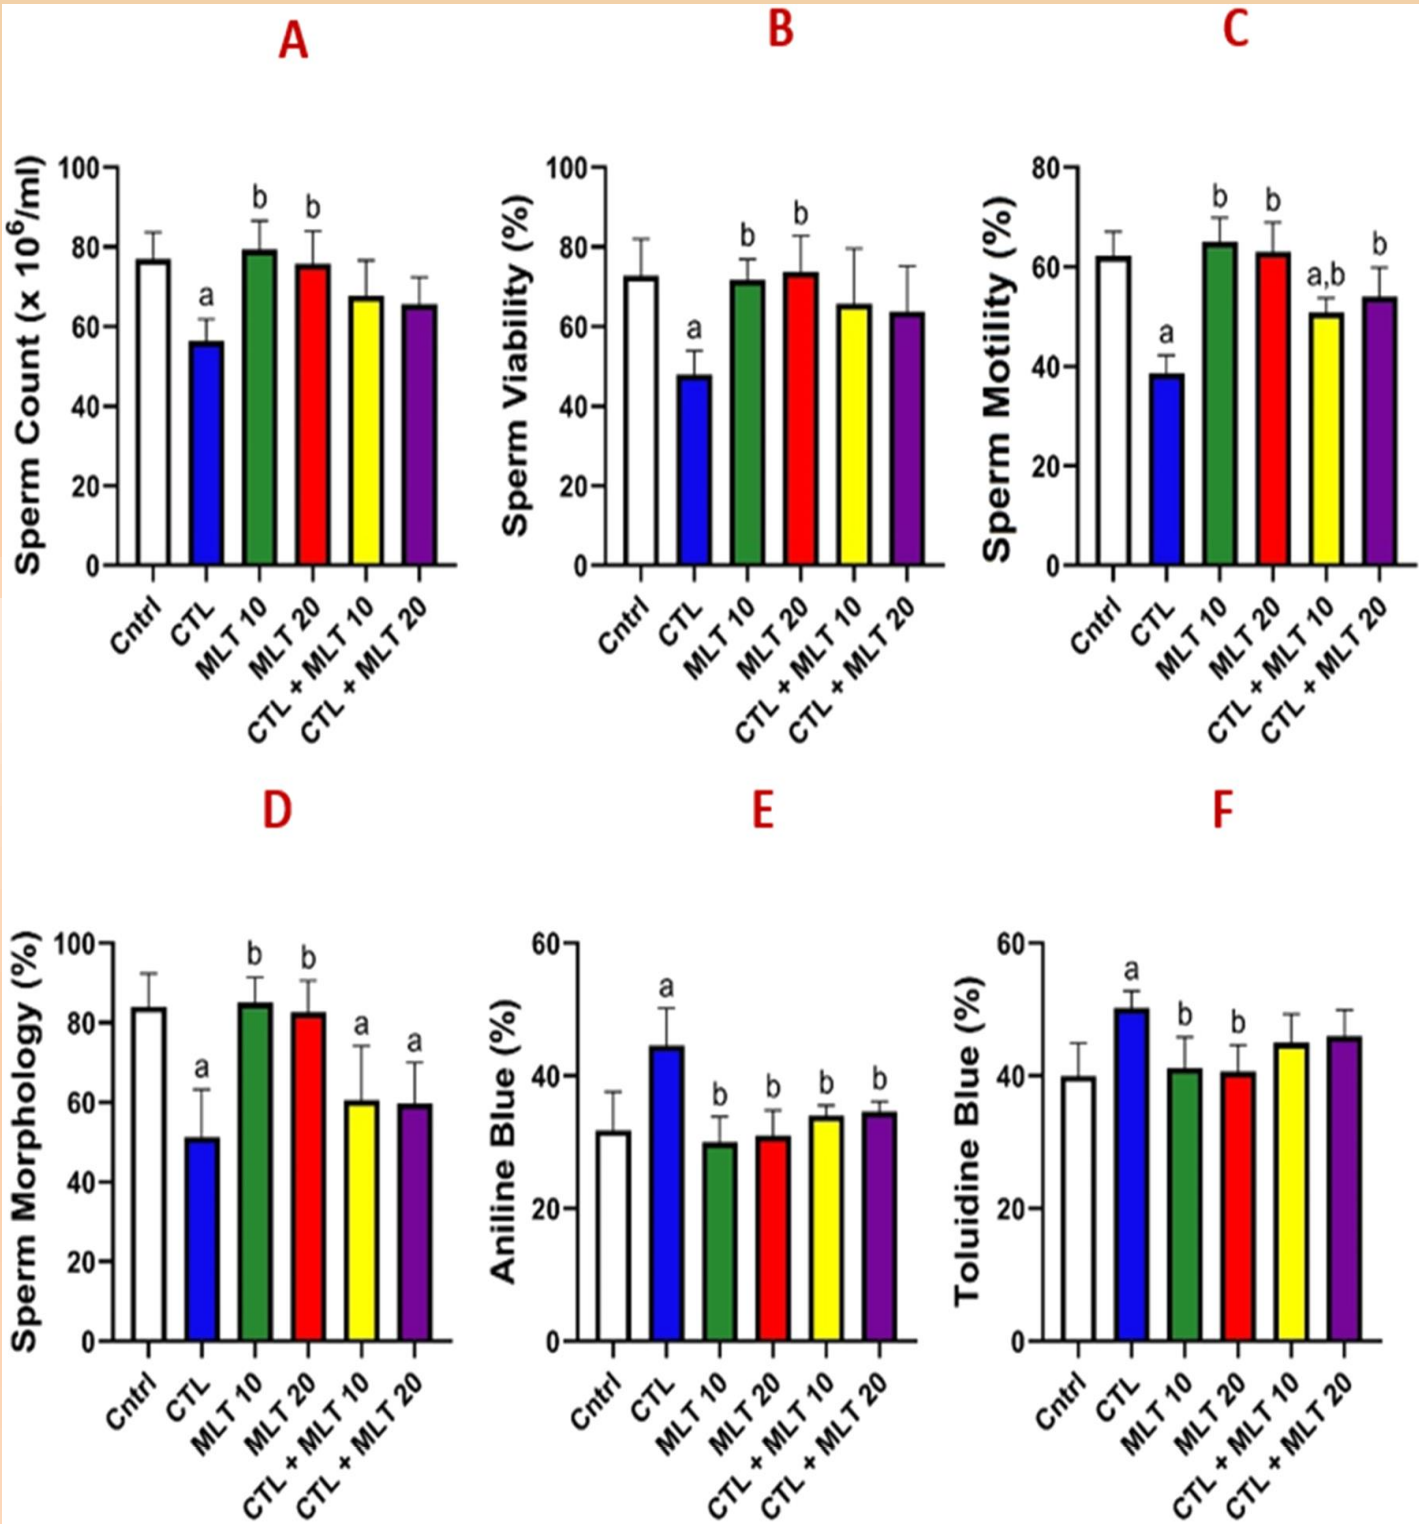 A
Sperm Count (x 10⁶/ml)
100
80
60
40
20
0
a
b
b
Cntrl
CTL
MLT 10
MLT 20
CTL + MLT 10
CTL + MLT 20
B
Sperm Viability (%)
100
80
60
40
20
0
a
b
b
Cntrl
CTL
MLT 10
MLT 20
CTL + MLT 10
CTL + MLT 20
C
Sperm Motility (%)
80
60
40
20
0
a
b
b
a,b
b
Cntrl
CTL
MLT 10
MLT 20
CTL + MLT 10
CTL + MLT 20
D
Sperm Morphology (%)
100
80
60
40
20
0
a
b
b
a
a
Cntrl
CTL
MLT 10
MLT 20
CTL + MLT 10
CTL + MLT 20
E
Aniline Blue (%)
60
40
20
0
a
b
b
b
b
Cntrl
CTL
MLT 10
MLT 20
CTL + MLT 10
CTL + MLT 20
F
Toluidine Blue (%)
60
40
20
0
a
b
b
Cntrl
CTL
MLT 10
MLT 20
CTL + MLT 10
CTL + MLT 20